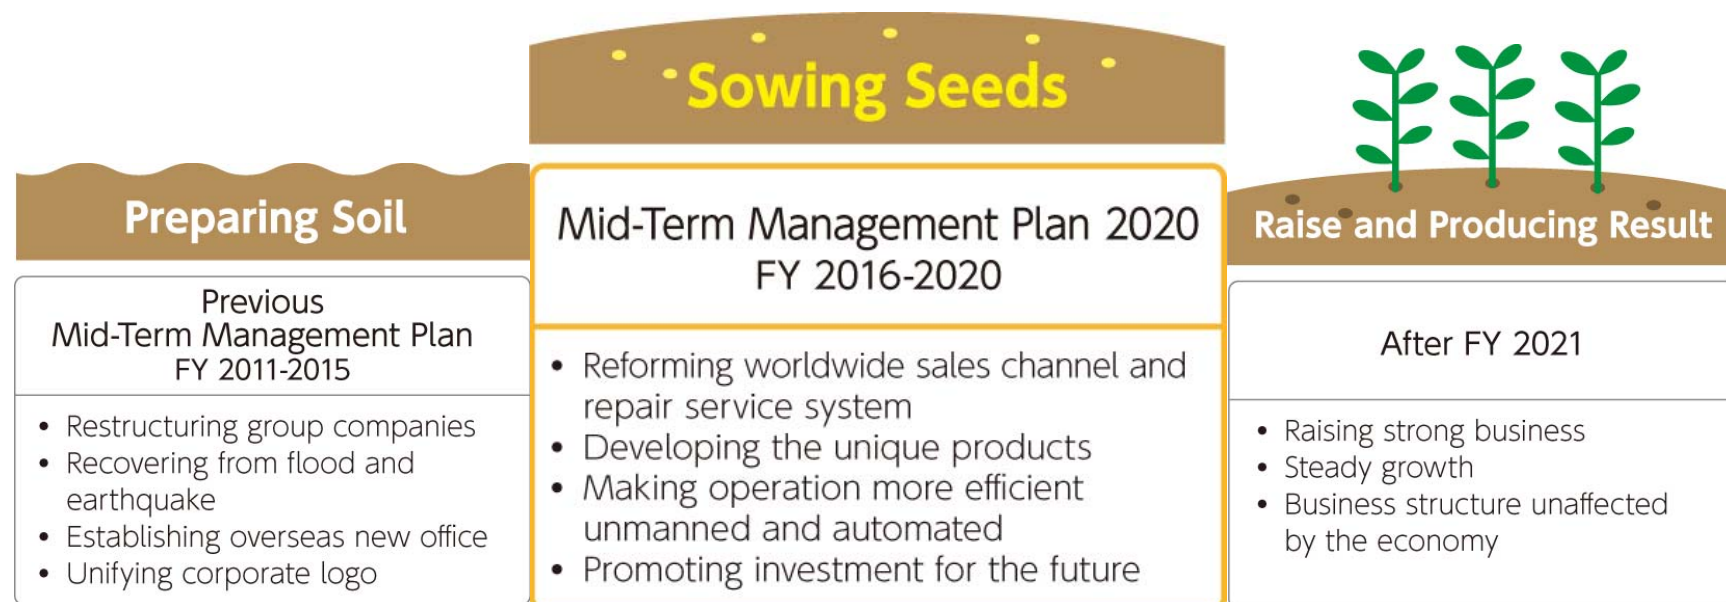 Preparing Soil
Previous
Mid-Term Management Plan
FY 2011-2015
• Restructuring group companies
• Recovering from flood and
earthquake
• Establishing overseas new office
• Unifying corporate logo
Sowing Seeds
Mid-Term Management Plan 2020
FY 2016-2020
• Reforming worldwide sales channel and
repair service system
• Developing the unique products
• Making operation more efficient
unmanned and automated
• Promoting investment for the future
Raise and Producing Result
After FY 2021
• Raising strong business
• Steady growth
• Business structure unaffected
by the economy